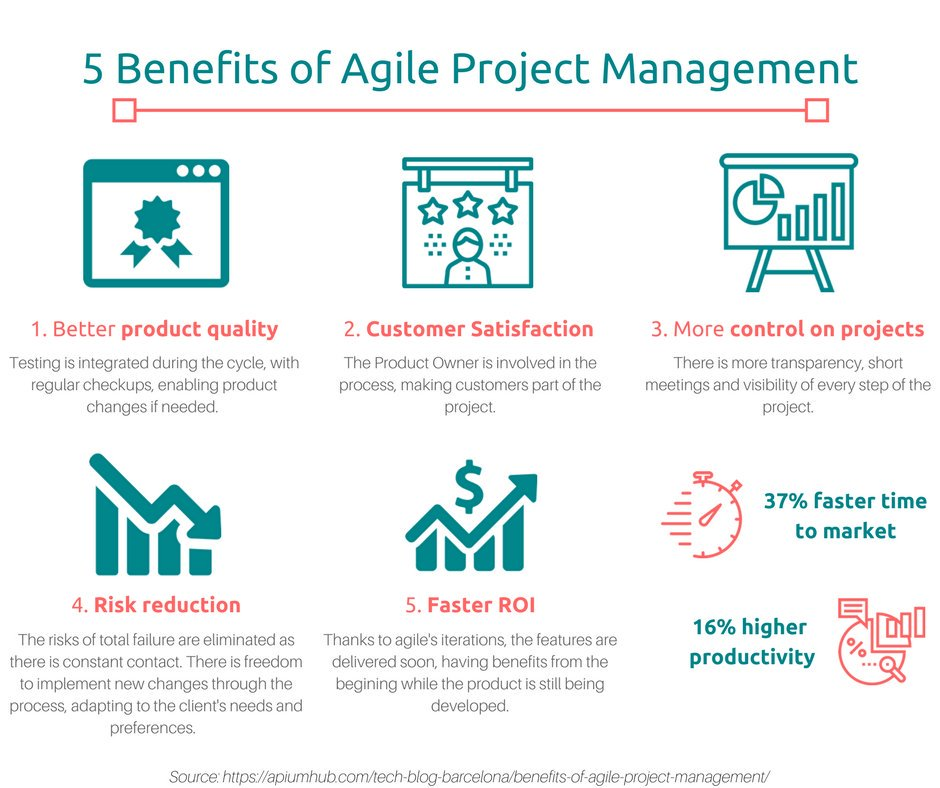 5 Benefits of Agile Project Management
1. Better product quality
Testing is integrated during the cycle, with
regular checkups, enabling product
changes if needed.
2. Customer Satisfaction
The Product Owner is involved in the
process, making customers part of the
project.
3. More control on projects
There is more transparency, short
meetings and visibility of every step of the
project.
4. Risk reduction
The risks of total failure are eliminated as
there is constant contact. There is freedom
to implement new changes through the
process, adapting to the client's needs and
preferences.
$
5. Faster ROI
Thanks to agile's iterations, the features are
delivered soon, having benefits from the
begining while the product is still being
developed.
37% faster time
to market
16% higher
productivity
%
Source: https://apiumhub.com/tech-blog-barcelona/benefits-of-agile-project-management/